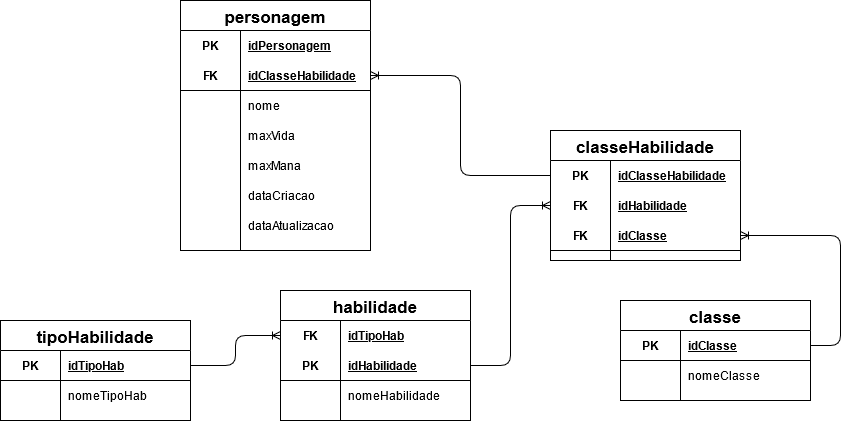 personagem
PK idPersonagem
FK idClasseHabilidade
nome
maxVida
maxMana
dataCriacao
dataAtualizacao
classeHabilidade
PK idClasseHabilidade
FK idHabilidade
FK idClasse
habilidade
FK idTipoHab
PK idHabilidade
nomeHabilidade
tipoHabilidade
PK idTipoHab
nomeTipoHab
classe
PK idClasse
nomeClasse